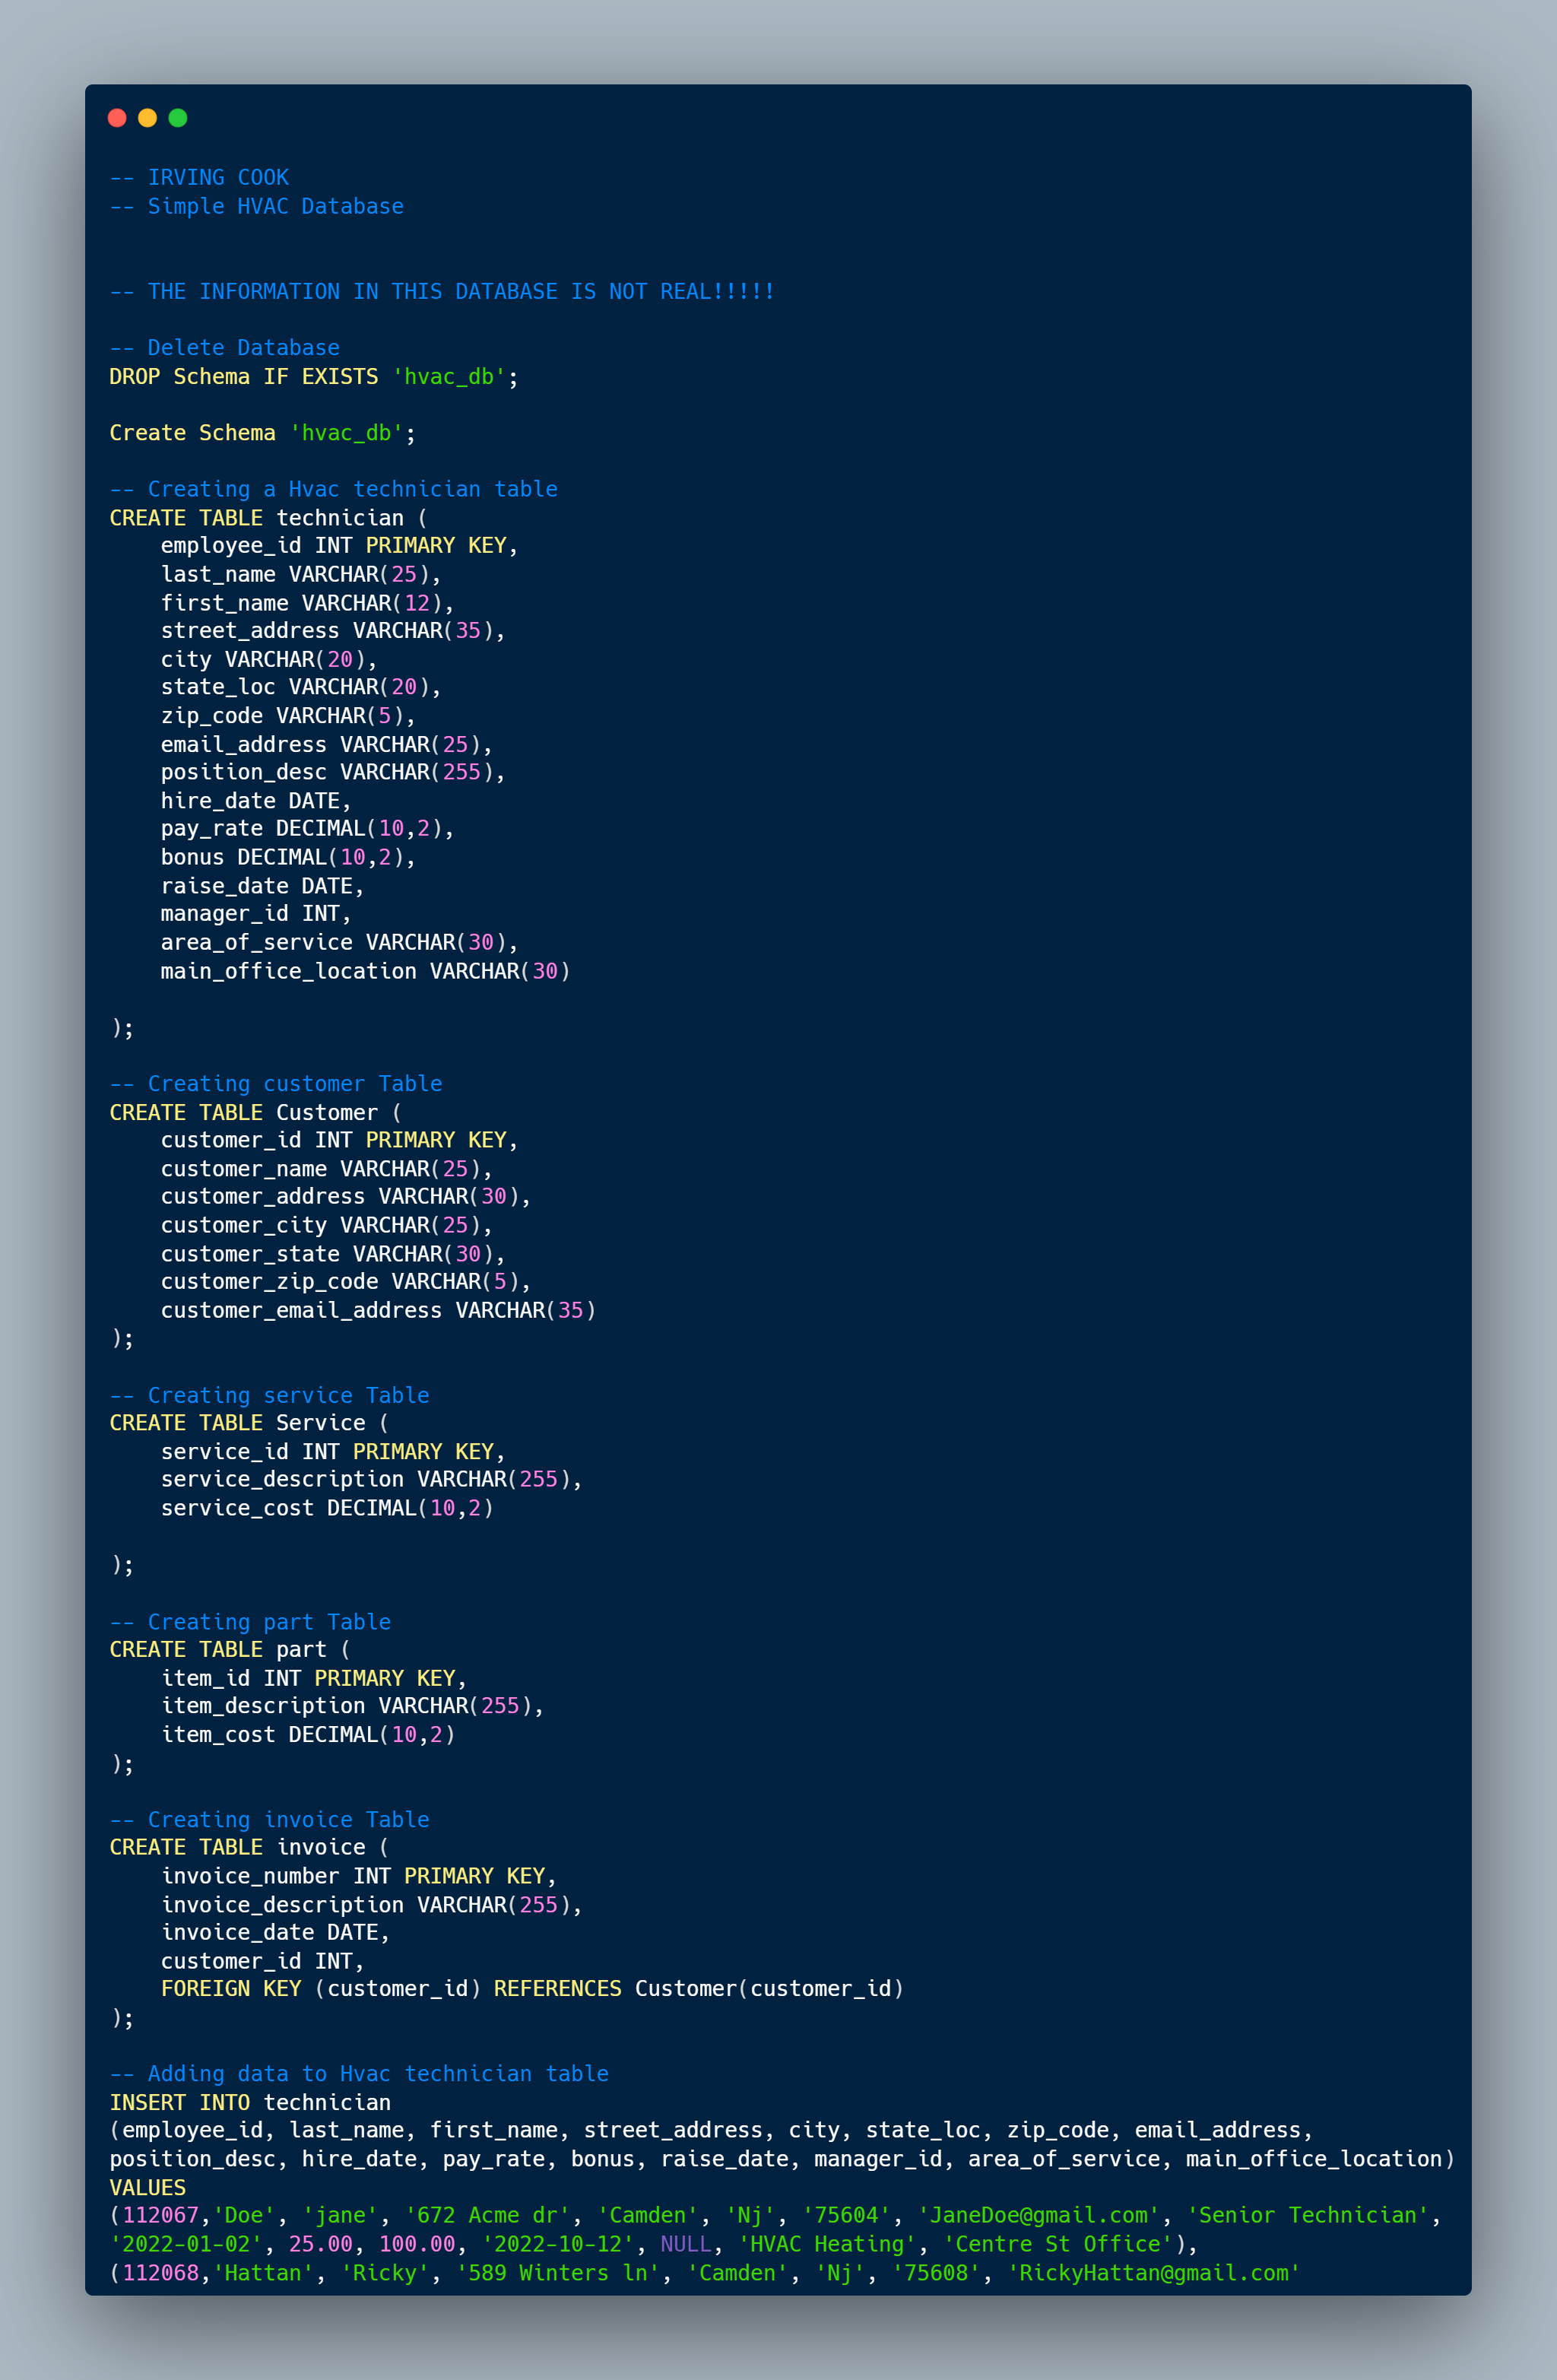 -- IRVING COOK
-- Simple HVAC Database
-- THE INFORMATION IN THIS DATABASE IS NOT REAL!!!!!
-- Delete Database
DROP Schema IF EXISTS 'hvac_db';
Create Schema 'hvac_db';
-- Creating a Hvac technician table
CREATE TABLE technician (
    employee_id INT PRIMARY KEY,
    last_name VARCHAR(25),
    first_name VARCHAR(12),
    street_address VARCHAR(35),
    city VARCHAR(20),
    state_loc VARCHAR(20),
    zip_code VARCHAR(5),
    email_address VARCHAR(25),
    position_desc VARCHAR(255),
    hire_date DATE,
    pay_rate DECIMAL(10,2),
    bonus DECIMAL(10,2),
    raise_date DATE,
    manager_id INT,
    area_of_service VARCHAR(30),
    main_office_location VARCHAR(30)
);
-- Creating customer Table
CREATE TABLE Customer (
    customer_id INT PRIMARY KEY,
    customer_name VARCHAR(25),
    customer_address VARCHAR(30),
    customer_city VARCHAR(25),
    customer_state VARCHAR(30),
    customer_zip_code VARCHAR(5),
    customer_email_address VARCHAR(35)
);
-- Creating service Table
CREATE TABLE Service (
    service_id INT PRIMARY KEY,
    service_description VARCHAR(255),
    service_cost DECIMAL(10,2)
);
-- Creating part Table
CREATE TABLE part (
    item_id INT PRIMARY KEY,
    item_description VARCHAR(255),
    item_cost DECIMAL(10,2)
);
-- Creating invoice Table
CREATE TABLE invoice (
    invoice_number INT PRIMARY KEY,
    invoice_description VARCHAR(255),
    invoice_date DATE,
    customer_id INT,
    FOREIGN KEY (customer_id) REFERENCES Customer(customer_id)
);
-- Adding data to Hvac technician table
INSERT INTO technician
(employee_id, last_name, first_name, street_address, city, state_loc, zip_code, email_address,
position_desc, hire_date, pay_rate, bonus, raise_date, manager_id, area_of_service, main_office_location)
VALUES
(112067,'Doe', 'jane', '672 Acme dr', 'Camden', 'Nj', '75604', 'JaneDoe@gmail.com', 'Senior Technician',
'2022-01-02', 25.00, 100.00, '2022-10-12', NULL, 'HVAC Heating', 'Centre St Office'),
(112068,'Hattan', 'Ricky', '589 Winters ln', 'Camden', 'Nj', '75608', 'RickyHattan@gmail.com'